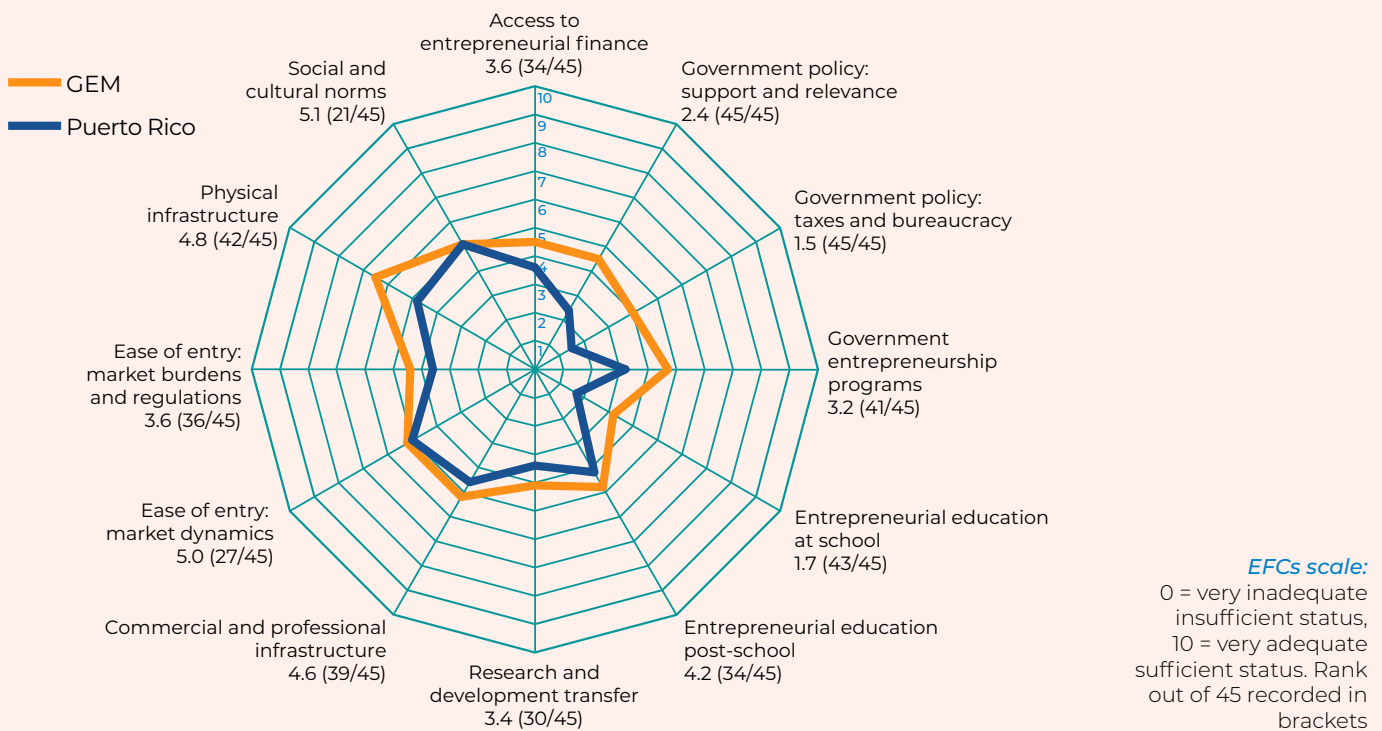 GEM
Puerto Rico
Access to
entrepreneurial finance
3.6 (34/45)
Government policy:
support and relevance
2.4 (45/45)
Government policy:
taxes and bureaucracy
1.5 (45/45)
Government
entrepreneurship
programs
3.2 (41/45)
Entrepreneurial education
at school
1.7 (43/45)
Entrepreneurial education
post-school
4.2 (34/45)
Research and
development transfer
3.4 (30/45)
Commercial and professional
infrastructure
4.6 (39/45)
Ease of entry:
market dynamics
5.0 (27/45)
Ease of entry:
market burdens
and regulations
3.6 (36/45)
Physical
infrastructure
4.8 (42/45)
Social and
cultural norms
5.1 (21/45)
10
9
8
7
6
5
4
3
2
1
EFCs scale:
0 = very inadequate
insufficient status,
10 = very adequate
sufficient status. Rank
out of 45 recorded in
brackets